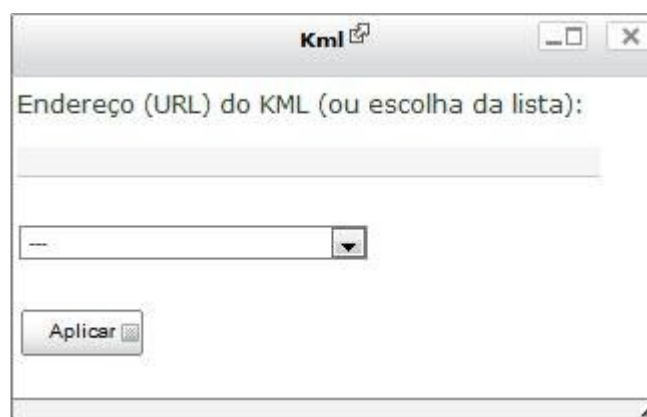 Kml
Endereço (URL) do KML (ou escolha da lista):
---
Aplicar